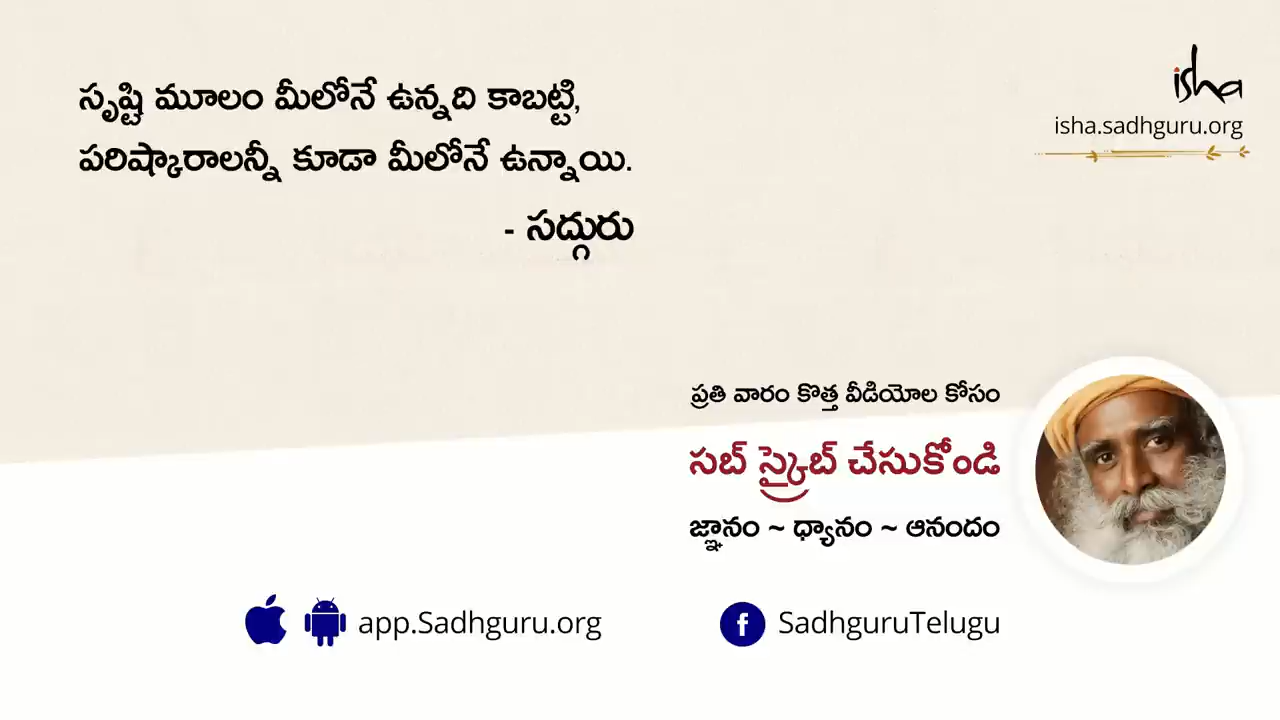 సృష్టి మూలం మీలోనే ఉన్నది కాబట్టి,
పరిష్కారాలన్నీ కూడా మీలోనే ఉన్నాయి.
- సద్గురు
isha
isha.sadhguru.org
ప్రతి వారం కొత్త వీడియోల కోసం
సబ్ స్క్రైబ్ చేసుకోండి
జ్ఞానం ~ ధ్యానం ~ ఆనందం
app.Sadhguru.org
SadhguruTelugu